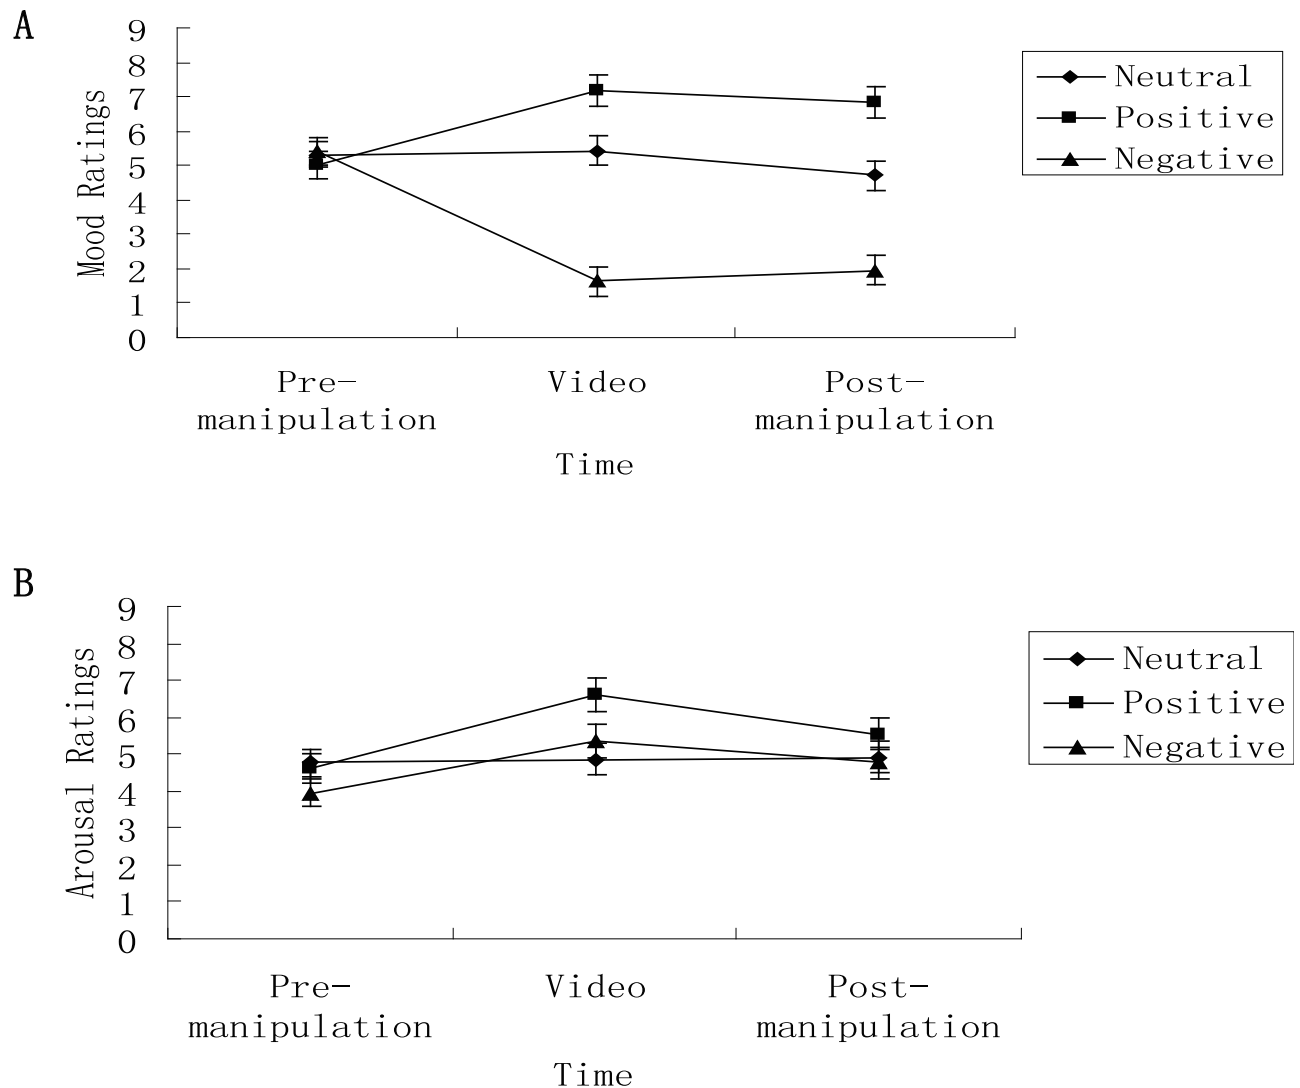 A
9
8
7
6
5
4
3
2
1
0
Mood Ratings
Neutral
Positive
Negative
Pre-
manipulation
Video
Post-
manipulation
Time
B
9
8
7
6
5
4
3
2
1
0
Arousal Ratings
Neutral
Positive
Negative
Pre-
manipulation
Video
Post-
manipulation
Time